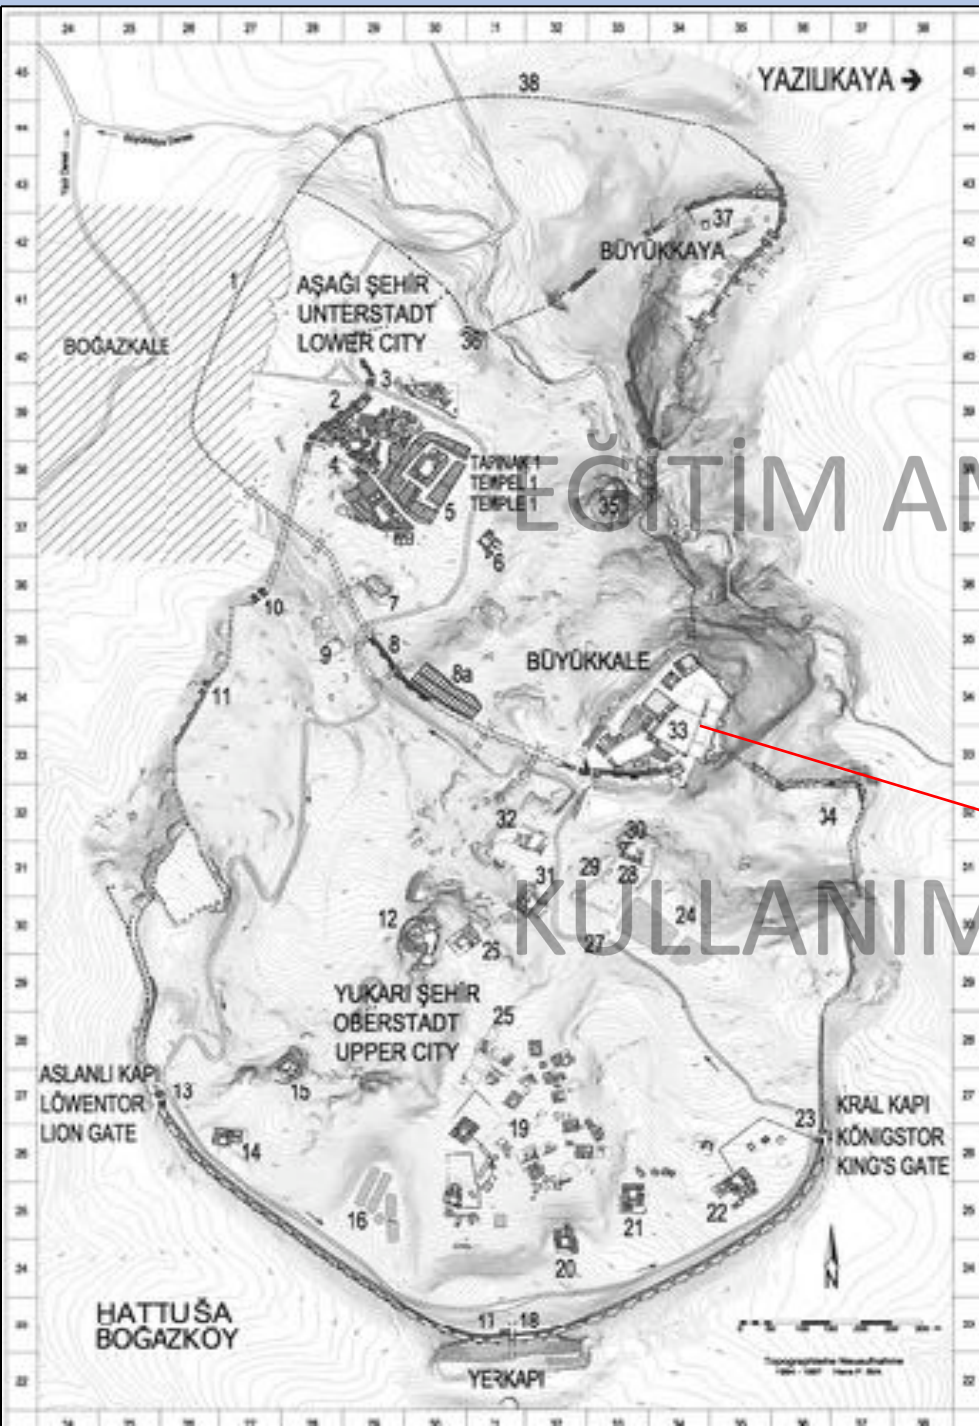 YAZILIKAYA →
38
37
BÜYÜKKAYA
1
AŞAĞI ŞEHİR
UNTERSTADT
LOWER CITY
BOĞAZKALE
36
3
2
4
TAPINAK 1
TEMPEL 1
TEMPLE 1
EĞİTİM AM
35
5
6
7
10
9
8
8a
BÜYÜKKALE
11
33
34
32
30
29
28
31
24
12
26
27
KULLANIM
YUKARI ŞEHİR
OBERSTADT
UPPER CITY
25
ASLANLI KAPI
LÖWENTOR
LION GATE
13
15
14
19
23
KRAL KAPI
KÖNIGSTOR
KING'S GATE
16
21
22
20
N
HATTUŠA
BOĞAZKÖY
17
18
YERKAPI